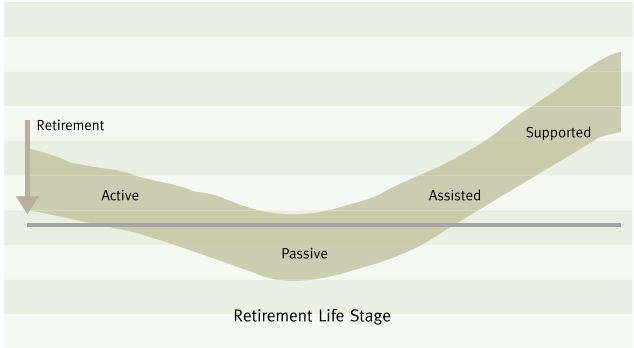 Retirement
Supported
Active
Assisted
Passive
Retirement Life Stage